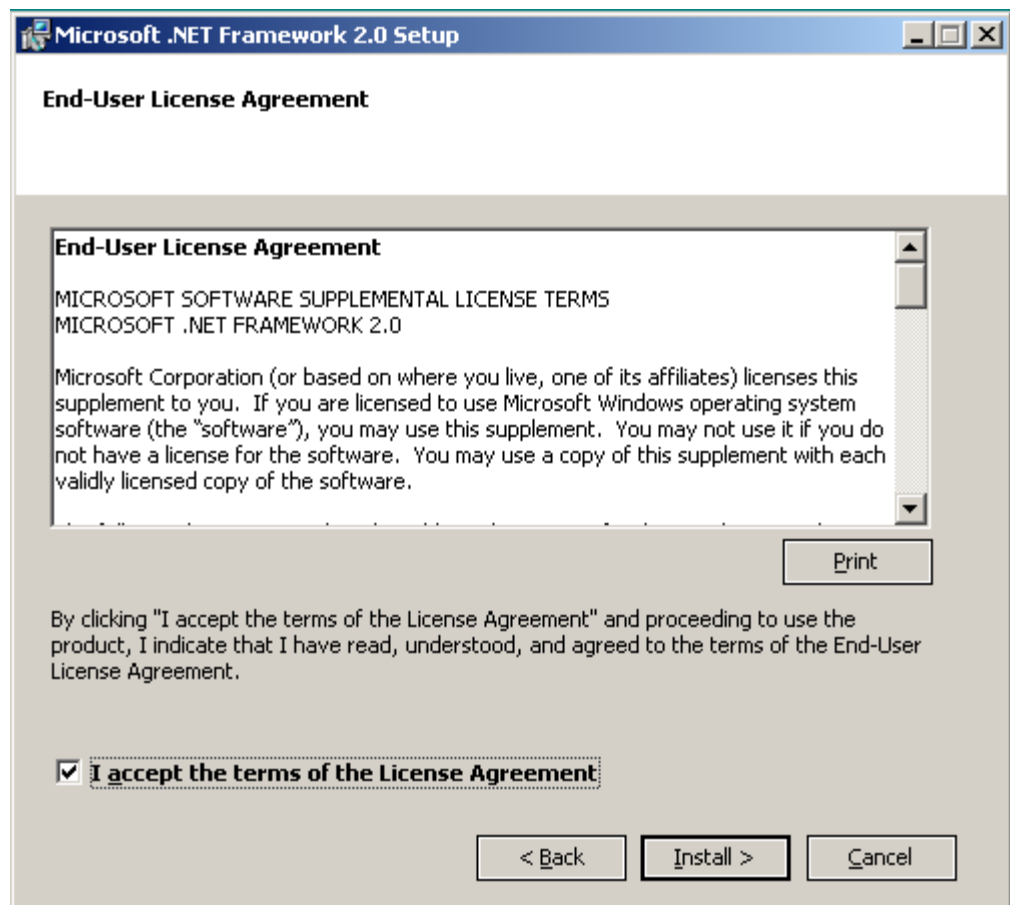 Microsoft .NET Framework 2.0 Setup
End-User License Agreement
End-User License Agreement
MICROSOFT SOFTWARE SUPPLEMENTAL LICENSE TERMS
MICROSOFT .NET FRAMEWORK 2.0
Microsoft Corporation (or based on where you live, one of its affiliates) licenses this
supplement to you.  If you are licensed to use Microsoft Windows operating system
software (the “software”), you may use this supplement.  You may not use it if you do
not have a license for the software.  You may use a copy of this supplement with each
validly licensed copy of the software.
Print
By clicking "I accept the terms of the License Agreement" and proceeding to use the
product, I indicate that I have read, understood, and agreed to the terms of the End-User
License Agreement.
I accept the terms of the License Agreement
< Back
Install >
Cancel